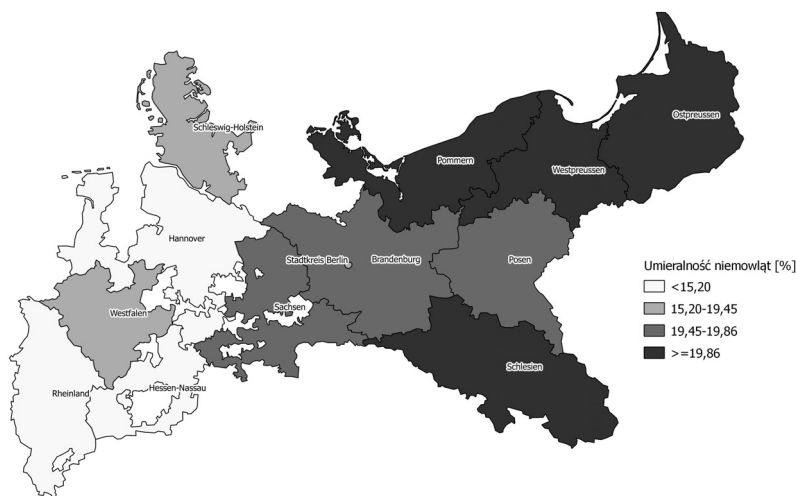 Ostpreussen
Schleswig-Holstein
Pommern
Westpreussen
Hannover
Stadtkreis Berlin
Brandenburg
Posen
Umieralność niemowląt [%]
<15,20
15,20-19,45
19,45-19,86
>=19,86
Sachsen
Westfalen
Schlesien
Hessen-Nassau
Rheinland